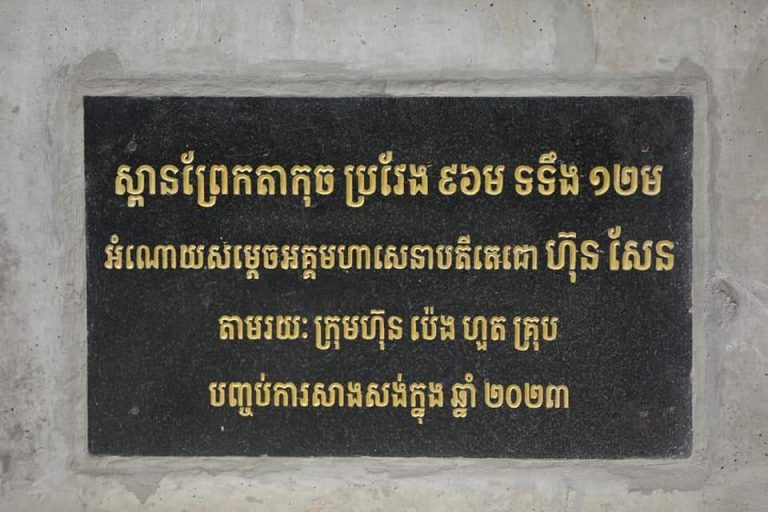 ស្ពានព្រែកតាកុច ប្រវែង ៩៦ម ទទឹង ១២ម
អំណោយសម្តេចអគ្គមហាសេនាបតីតេជោ ហ៊ុន សែន
តាមរយៈ ក្រុមហ៊ុន ប៉េង ហួត គ្រុប
បញ្ចប់ការសាងសង់ក្នុង ឆ្នាំ ២០២៣